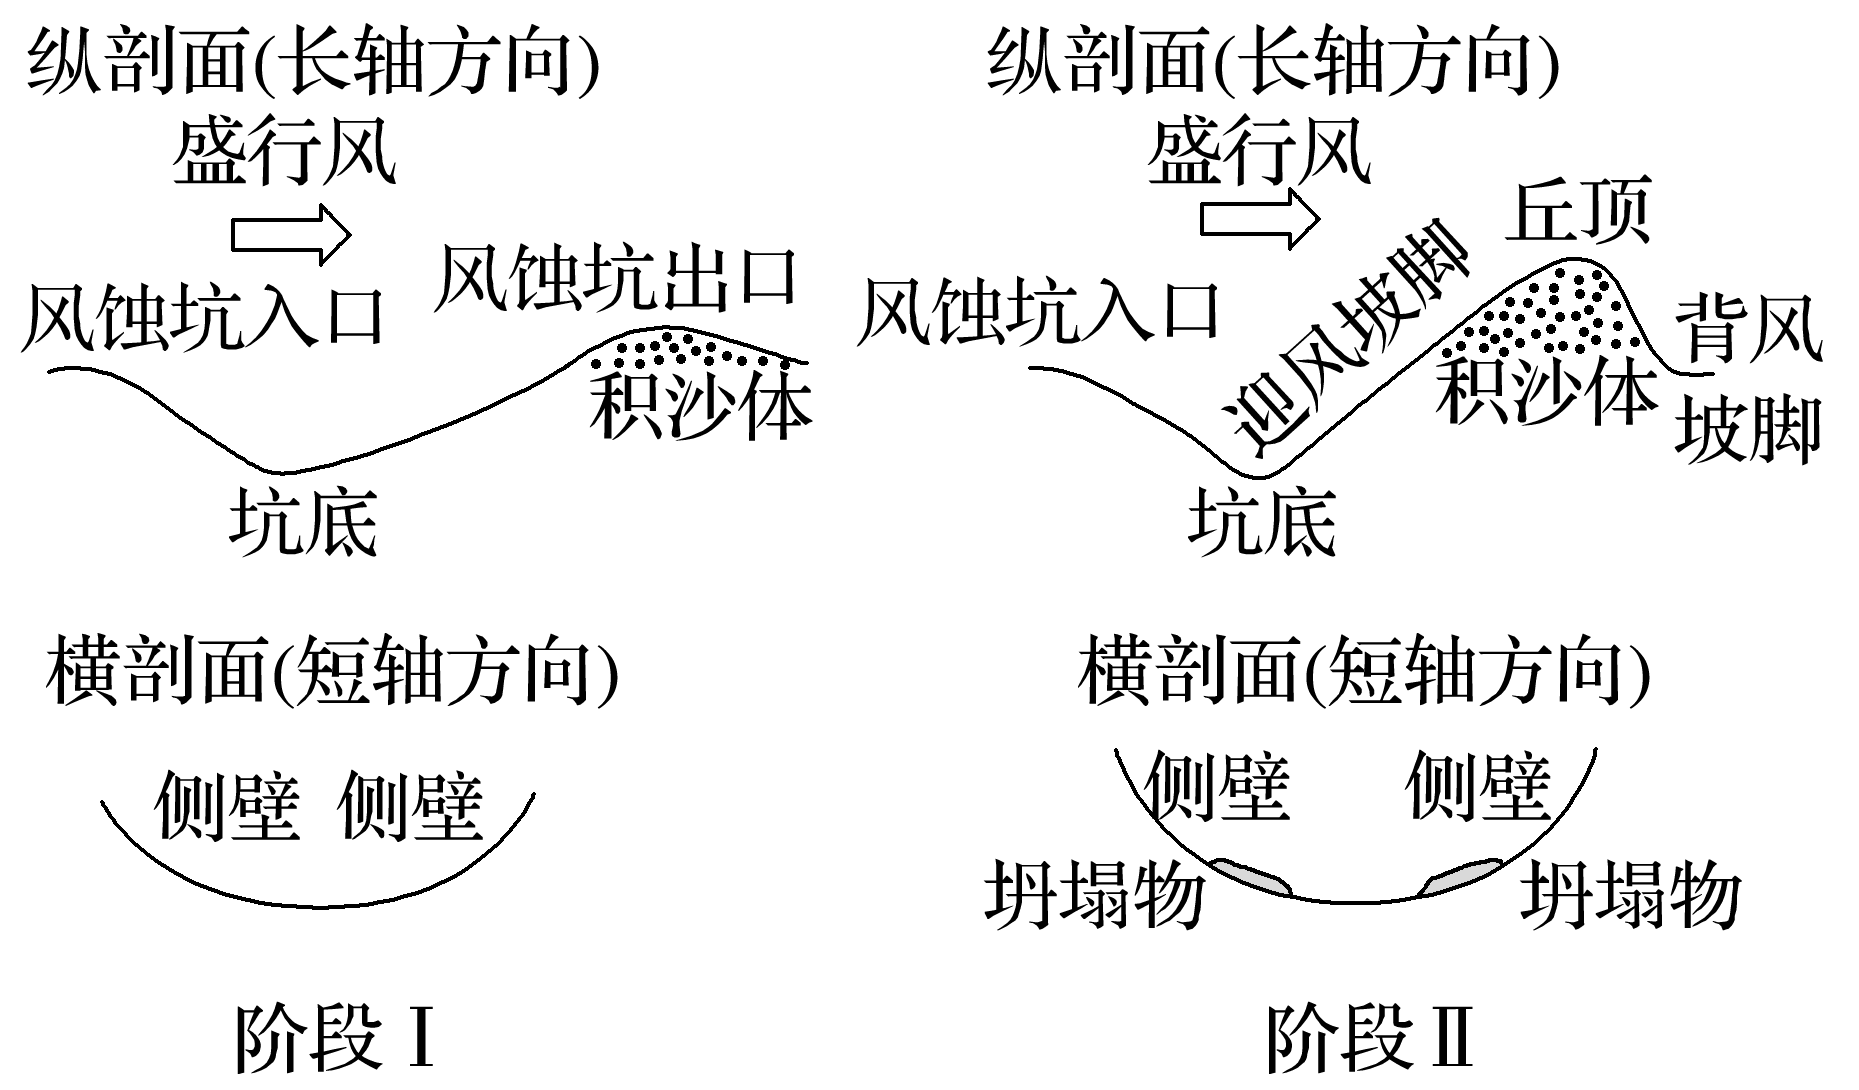 纵剖面(长轴方向)
盛行风
风蚀坑入口
风蚀坑出口
积沙体
坑底
横剖面(短轴方向)
侧壁 侧壁
阶段Ⅰ
纵剖面(长轴方向)
盛行风
丘顶
风蚀坑入口
迎风坡脚
背风
坡脚
积沙体
坑底
横剖面(短轴方向)
侧壁 侧壁
坍塌物 坍塌物
阶段Ⅱ